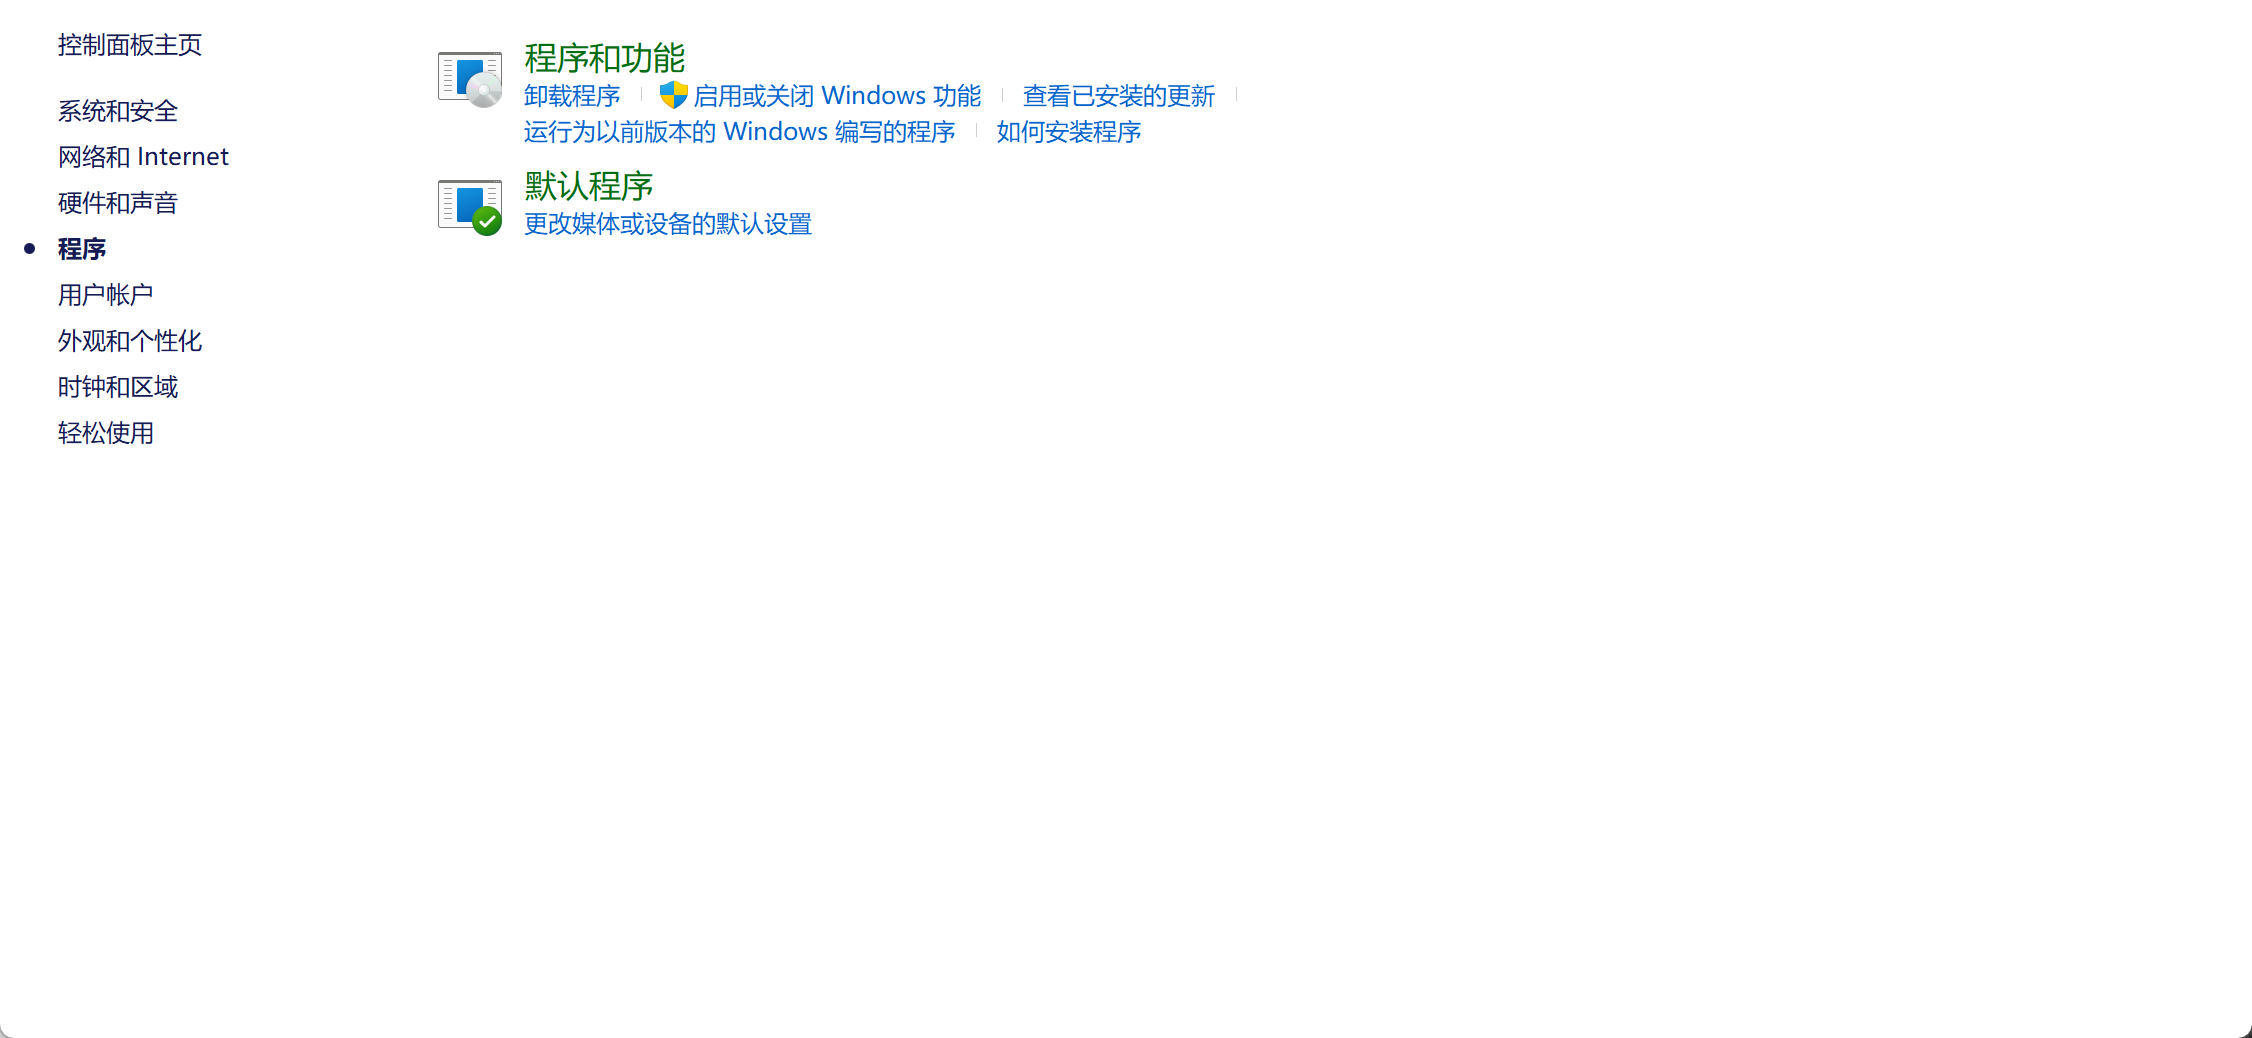 控制面板主页
系统和安全
网络和 Internet
硬件和声音
程序
用户帐户
外观和个性化
时钟和区域
轻松使用
程序和功能
卸载程序 启用或关闭 Windows 功能 查看已安装的更新
运行为以前版本的 Windows 编写的程序 如何安装程序
默认程序
更改媒体或设备的默认设置